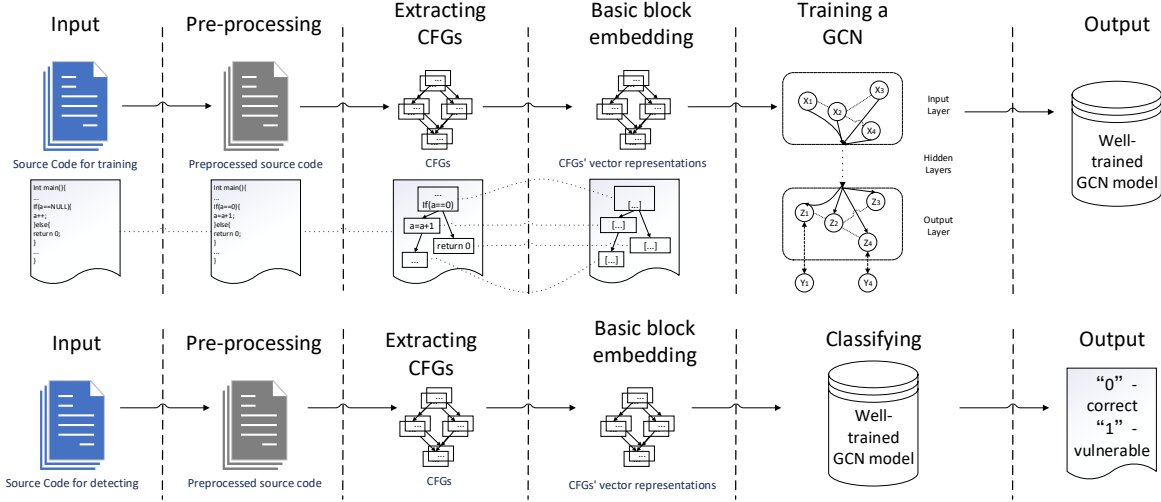 Input
Pre-processing
Extracting
CFGs
Basic block
embedding
Training a
GCN
Output
Source Code for training
Preprocessed source code
...
...
...
...
CFGs
...
...
...
...
CFGs' vector representations
X1
X2
X3
X4
Input
Layer
Hidden
Layers
Z1
Z2
Z3
Z4
Output
Layer
Y1
Y4
Well-
trained
GCN model
Int main(){
...
If(a==NULL){
a++;
}else{
return 0;
}
...
}
Int main(){
...
if(a==0){
a=a+1;
}else{
return 0;
}
...
}
...
If(a==0)
a=a+1
return 0
...
[...]
[...]
[...]
[...]
Input
Pre-processing
Extracting
CFGs
Basic block
embedding
Classifying
Output
Source Code for detecting
Preprocessed source code
...
...
...
...
CFGs
...
...
...
...
CFGs' vector representations
Well-
trained
GCN model
“0” -
correct
“1” -
vulnerable